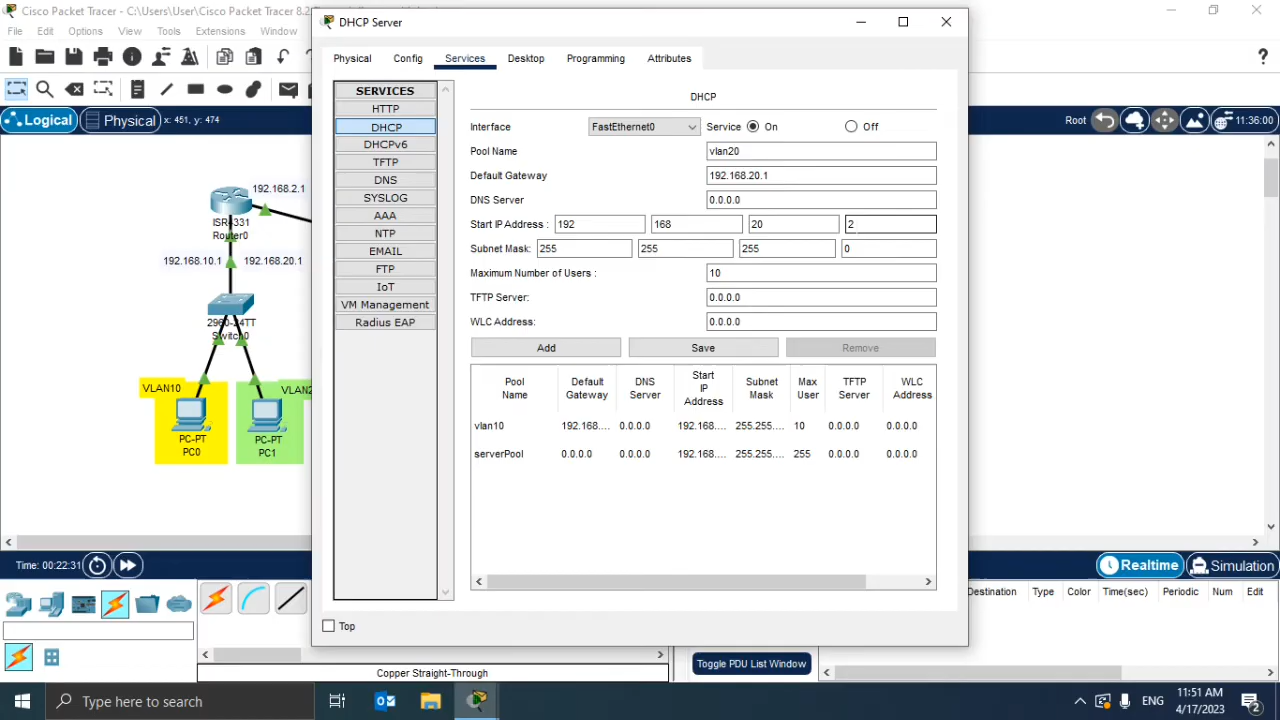 Cisco Packet Tracer - C:\Users\User\Cisco Packet Tracer 8.2
DHCP Server
File Edit Options View Tools Extensions Window
Physical Config Services Desktop Programming Attributes
Logical Physical x: 451, y: 474
Root 11:36:00
SERVICES
HTTP
DHCP
DHCPv6
TFTP
DNS
SYSLOG
AAA
NTP
EMAIL
FTP
IoT
VM Management
Radius EAP
DHCP
Interface FastEthernet0 Service On Off
Pool Name vlan20
Default Gateway 192.168.20.1
DNS Server 0.0.0.0
Start IP Address : 192 168 20 2
Subnet Mask: 255 255 255 0
Maximum Number of Users : 10
TFTP Server: 0.0.0.0
WLC Address: 0.0.0.0
Add Save Remove
Pool Name Default Gateway DNS Server Start IP Address Subnet Mask Max User TFTP Server WLC Address
vlan10 192.168.... 0.0.0.0 192.168.... 255.255.... 10 0.0.0.0 0.0.0.0
serverPool 0.0.0.0 0.0.0.0 192.168.... 255.255.... 255 0.0.0.0 0.0.0.0
Top
192.168.2.1
Router0
192.168.10.1 192.168.20.1
Switch0
VLAN10
PC-PT
PC0
PC-PT
PC1
Time: 00:22:31
Realtime Simulation
Type Color Time(sec) Periodic Num Edit
Toggle PDU List Window
Copper Straight-Through
Type here to search
ENG
11:51 AM
4/17/2023
2